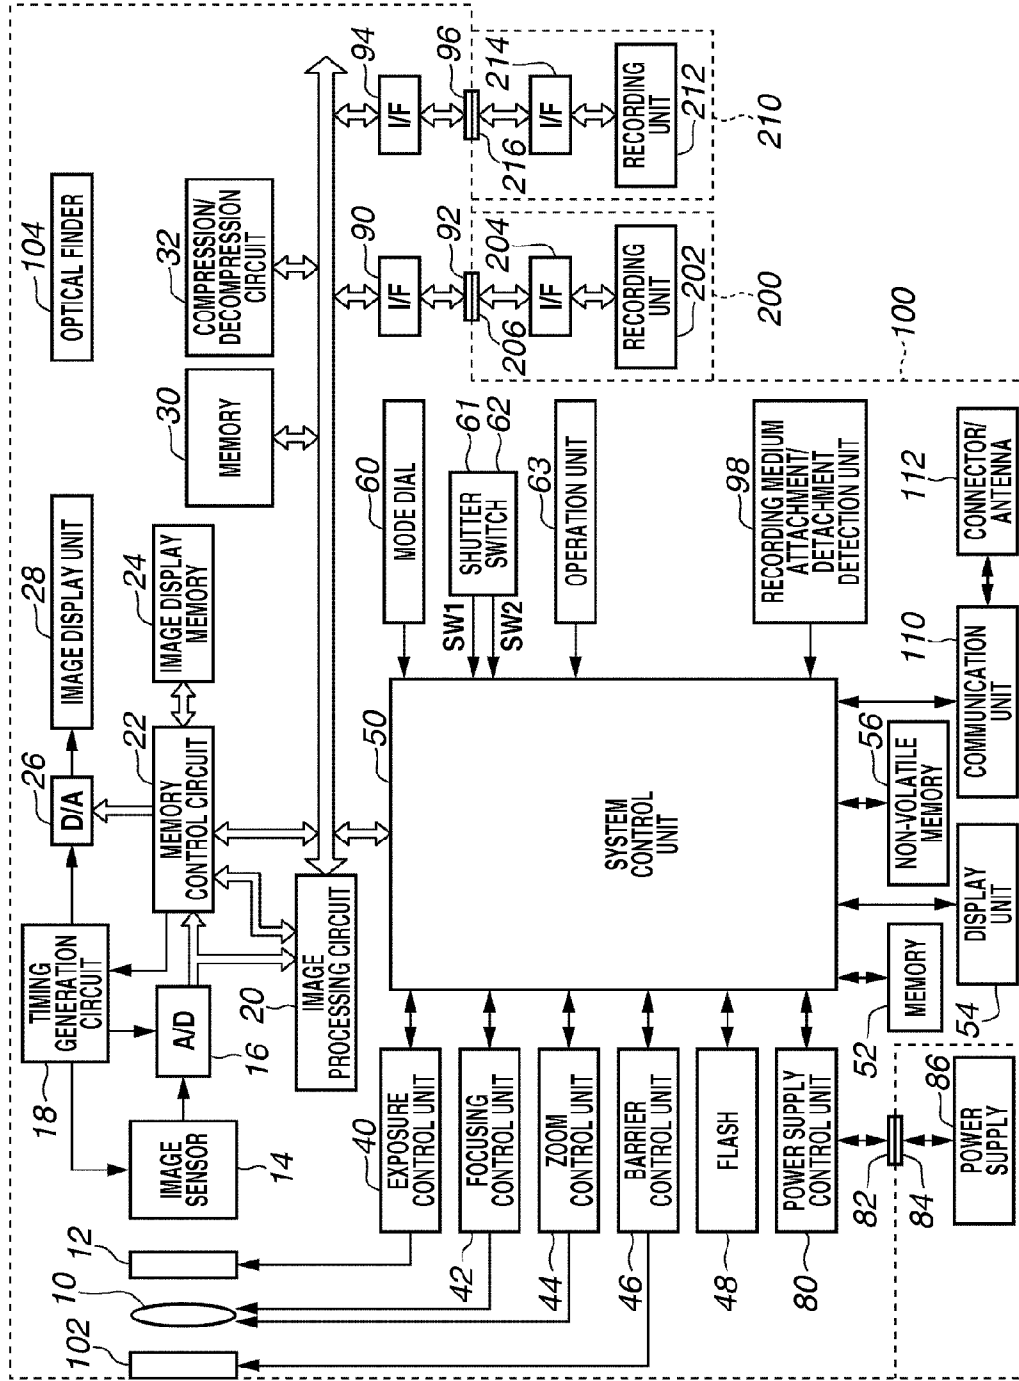 102
10
12
IMAGE
SENSOR
14
18
TIMING
GENERATION
CIRCUIT
A/D
16
26
D/A
28
IMAGE DISPLAY UNIT
22
MEMORY
CONTROL CIRCUIT
24
IMAGE DISPLAY
MEMORY
20
IMAGE
PROCESSING CIRCUIT
30
MEMORY
32
COMPRESSION/
DECOMPRESSION
CIRCUIT
104
OPTICAL FINDER
40
EXPOSURE
CONTROL UNIT
42
FOCUSING
CONTROL UNIT
44
ZOOM
CONTROL UNIT
46
BARRIER
CONTROL UNIT
48
FLASH
80
POWER SUPPLY
CONTROL UNIT
82
84
86
POWER
SUPPLY
50
SYSTEM
CONTROL
UNIT
52
MEMORY
54
DISPLAY
UNIT
56
NON-VOLATILE
MEMORY
110
COMMUNICATION
UNIT
112
CONNECTOR/
ANTENNA
60
MODE DIAL
61
62
SHUTTER
SWITCH
SW1
SW2
63
OPERATION UNIT
98
RECORDING MEDIUM
ATTACHMENT/
DETACHMENT
DETECTION UNIT
90
I/F
92
206
204
I/F
RECORDING
UNIT
202
200
94
I/F
96
216
214
I/F
RECORDING
UNIT
212
210
100